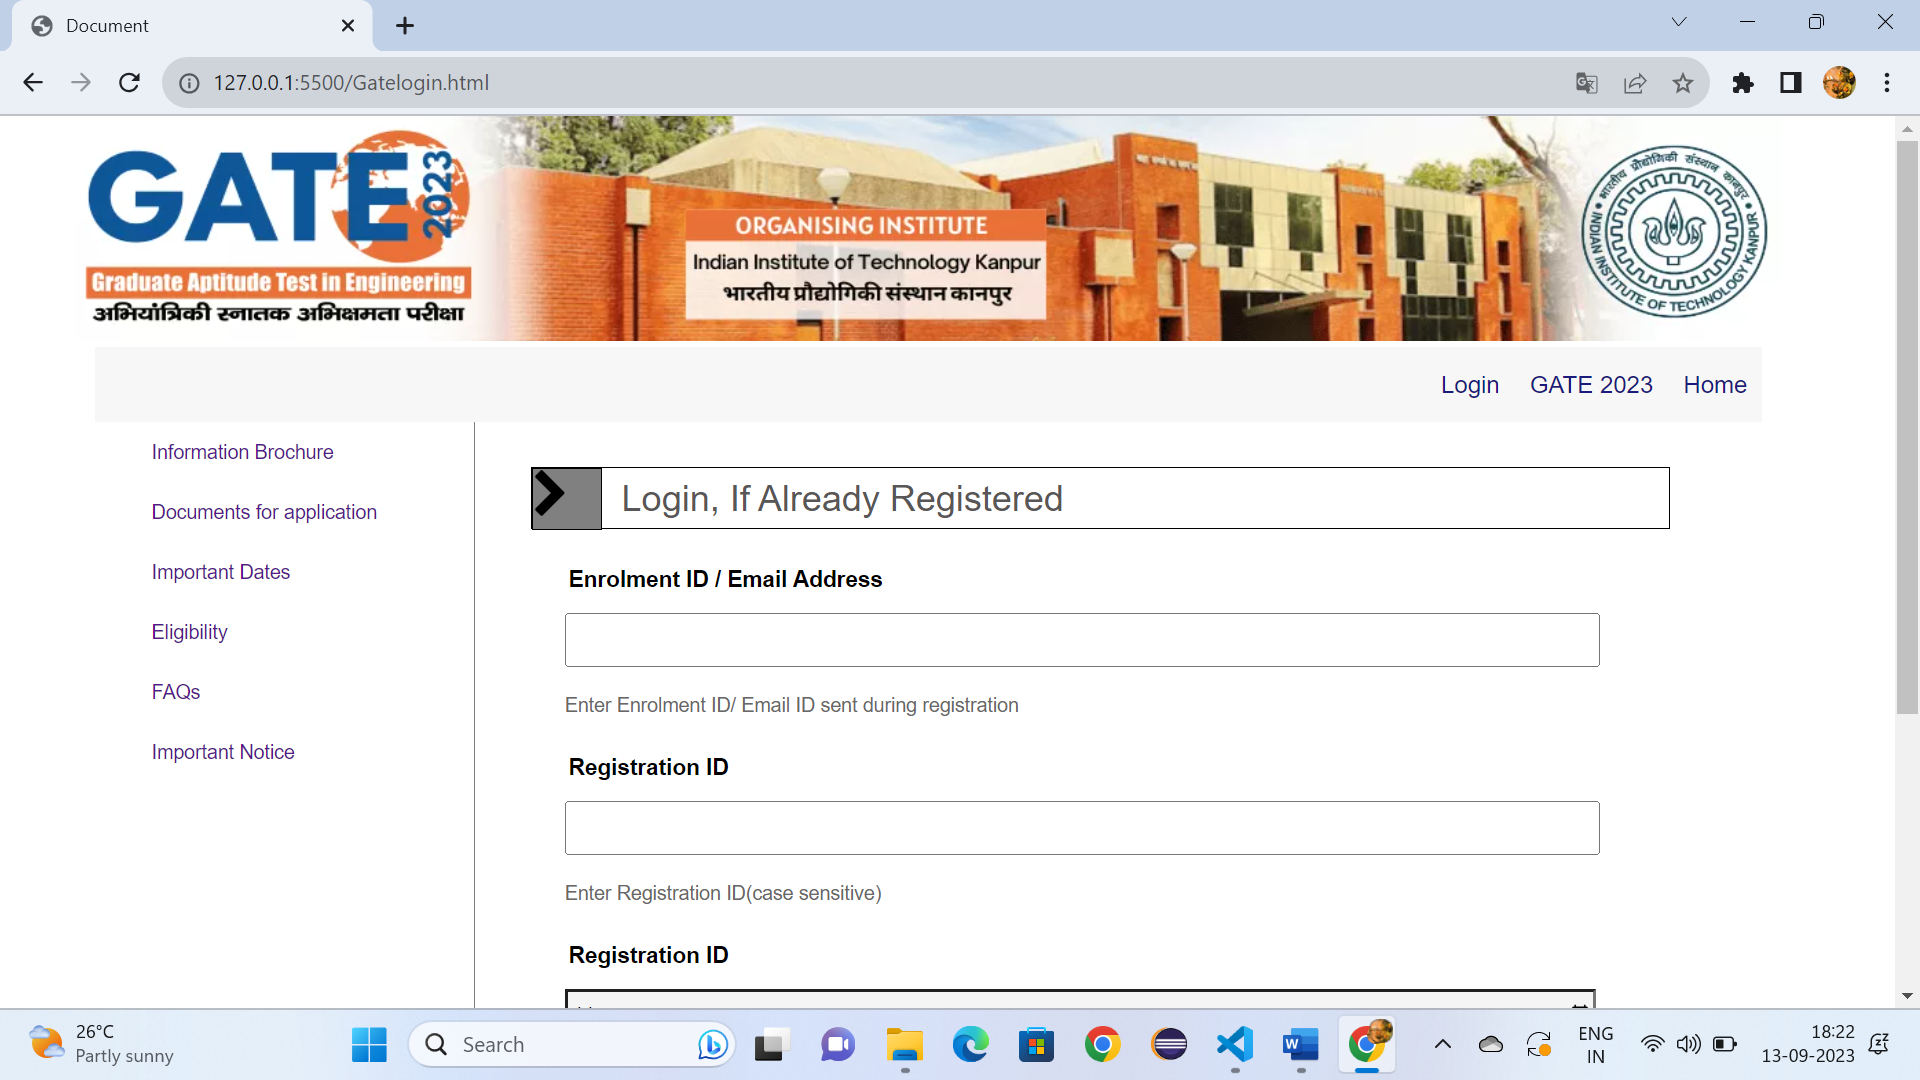 Document
127.0.0.1:5500/Gatelogin.html
GATE 2023
Graduate Aptitude Test in Engineering
अभियांत्रिकी स्नातक अभिक्षमता परीक्षा
ORGANISING INSTITUTE
Indian Institute of Technology Kanpur
भारतीय प्रौद्योगिकी संस्थान कानपुर
भारतीय प्रौद्योगिकी संस्थान कानपुर
INDIAN INSTITUTE OF TECHNOLOGY KANPUR
Login GATE 2023 Home
Information Brochure
Documents for application
Important Dates
Eligibility
FAQs
Important Notice
Login, If Already Registered
Enrolment ID / Email Address
Enter Enrolment ID/ Email ID sent during registration
Registration ID
Enter Registration ID(case sensitive)
Registration ID
26°C
Partly sunny
Search
ENG
IN
18:22
13-09-2023